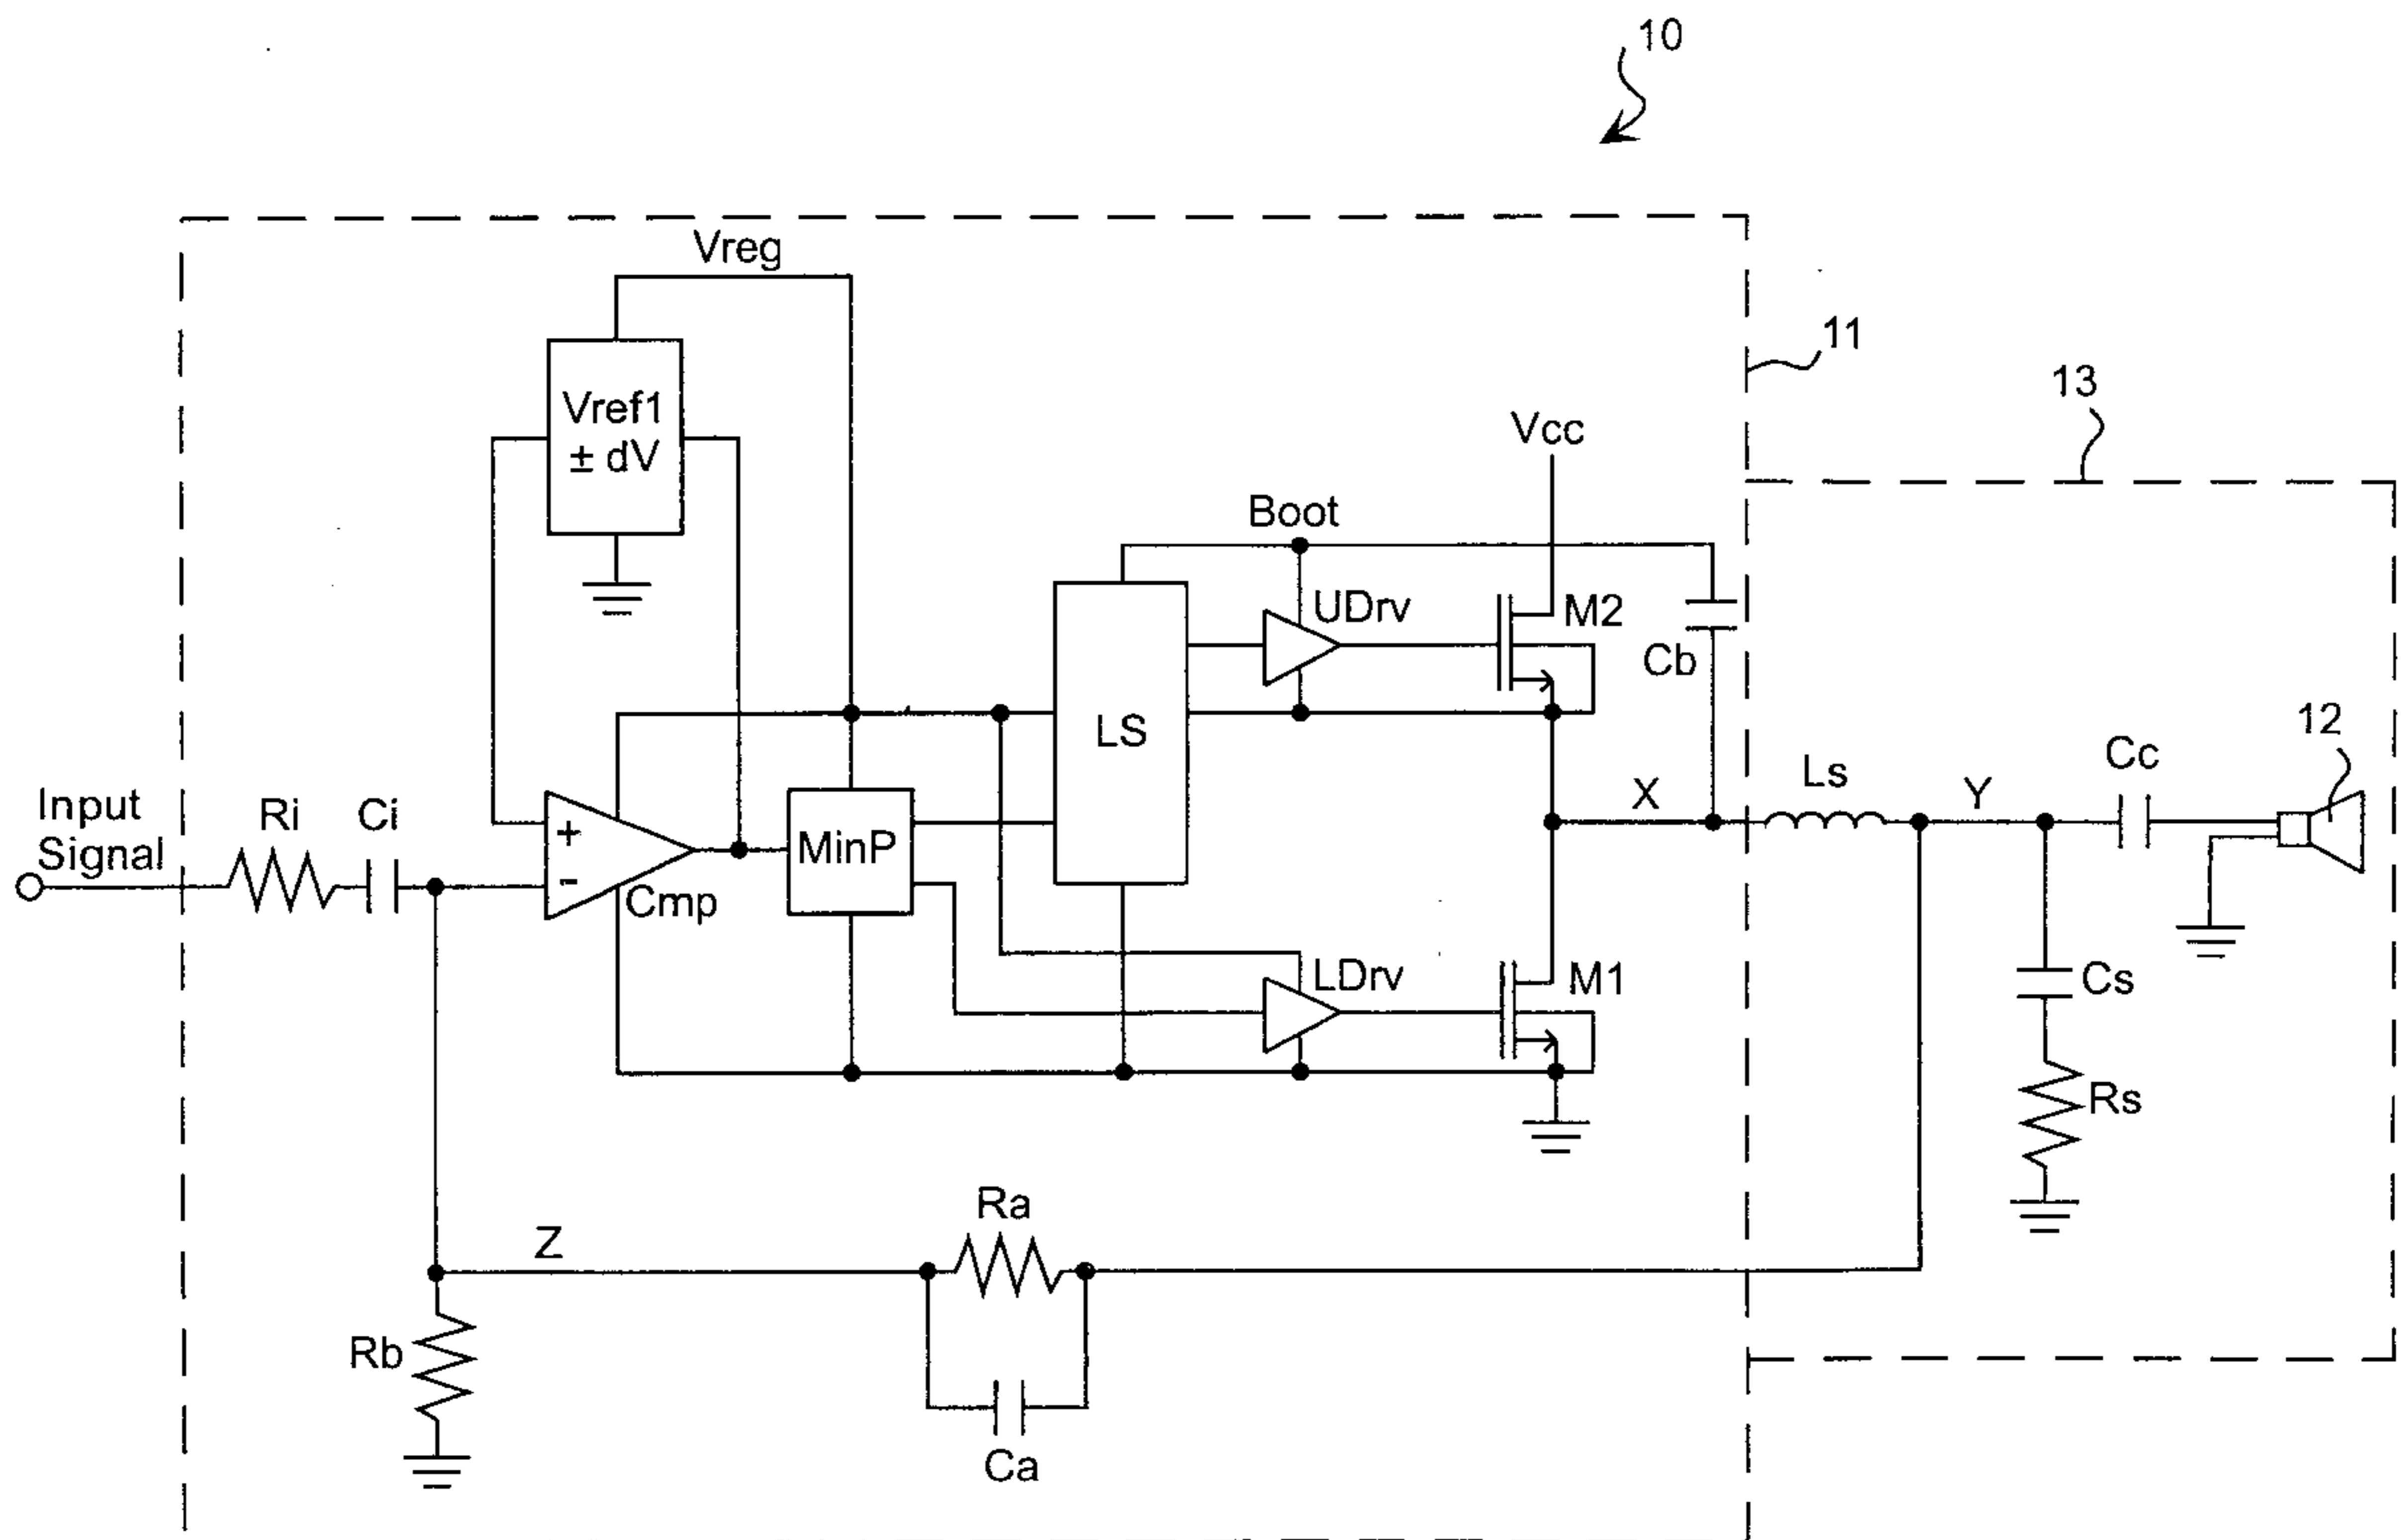 10
Vreg
11
Vref1
± dV
13
Vcc
Boot
UDrv
M2
Cb
LS
12
Cc
Ls
X
Y
Input
Signal
Ri
Ci
+
-
MinP
Cmp
LDrv
M1
Cs
Rs
Ra
Z
Rb
Ca